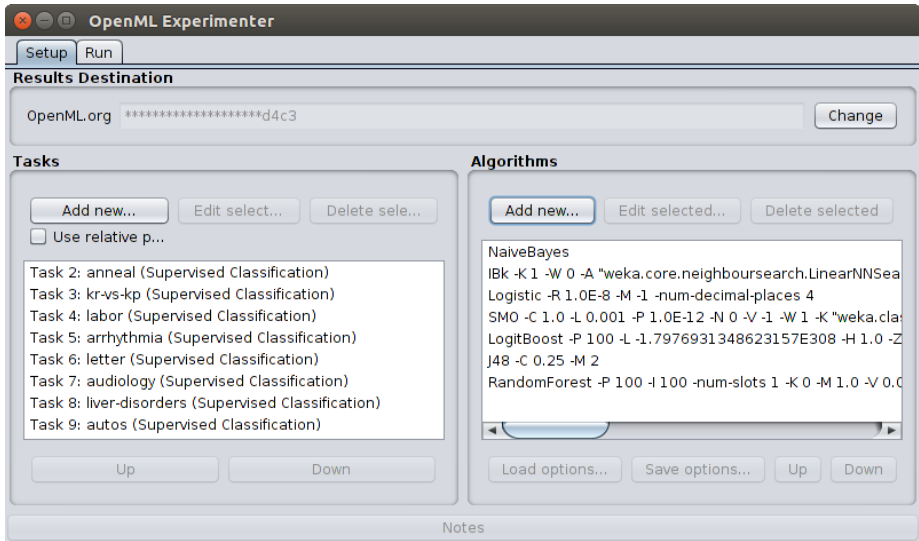 OpenML Experimenter
Setup Run
Results Destination
OpenML.org ********************d4c3 Change
Tasks
Add new... Edit select... Delete sele...
Use relative p...
Task 2: anneal (Supervised Classification)
Task 3: kr-vs-kp (Supervised Classification)
Task 4: labor (Supervised Classification)
Task 5: arrhythmia (Supervised Classification)
Task 6: letter (Supervised Classification)
Task 7: audiology (Supervised Classification)
Task 8: liver-disorders (Supervised Classification)
Task 9: autos (Supervised Classification)
Up Down
Algorithms
Add new... Edit selected... Delete selected
NaiveBayes
IBk -K 1 -W 0 -A "weka.core.neighboursearch.LinearNNSea
Logistic -R 1.0E-8 -M -1 -num-decimal-places 4
SMO -C 1.0 -L 0.001 -P 1.0E-12 -N 0 -V -1 -W 1 -K "weka.clas
LogitBoost -P 100 -L -1.7976931348623157E308 -H 1.0 -Z
J48 -C 0.25 -M 2
RandomForest -P 100 -I 100 -num-slots 1 -K 0 -M 1.0 -V 0.0
Load options... Save options... Up Down
Notes